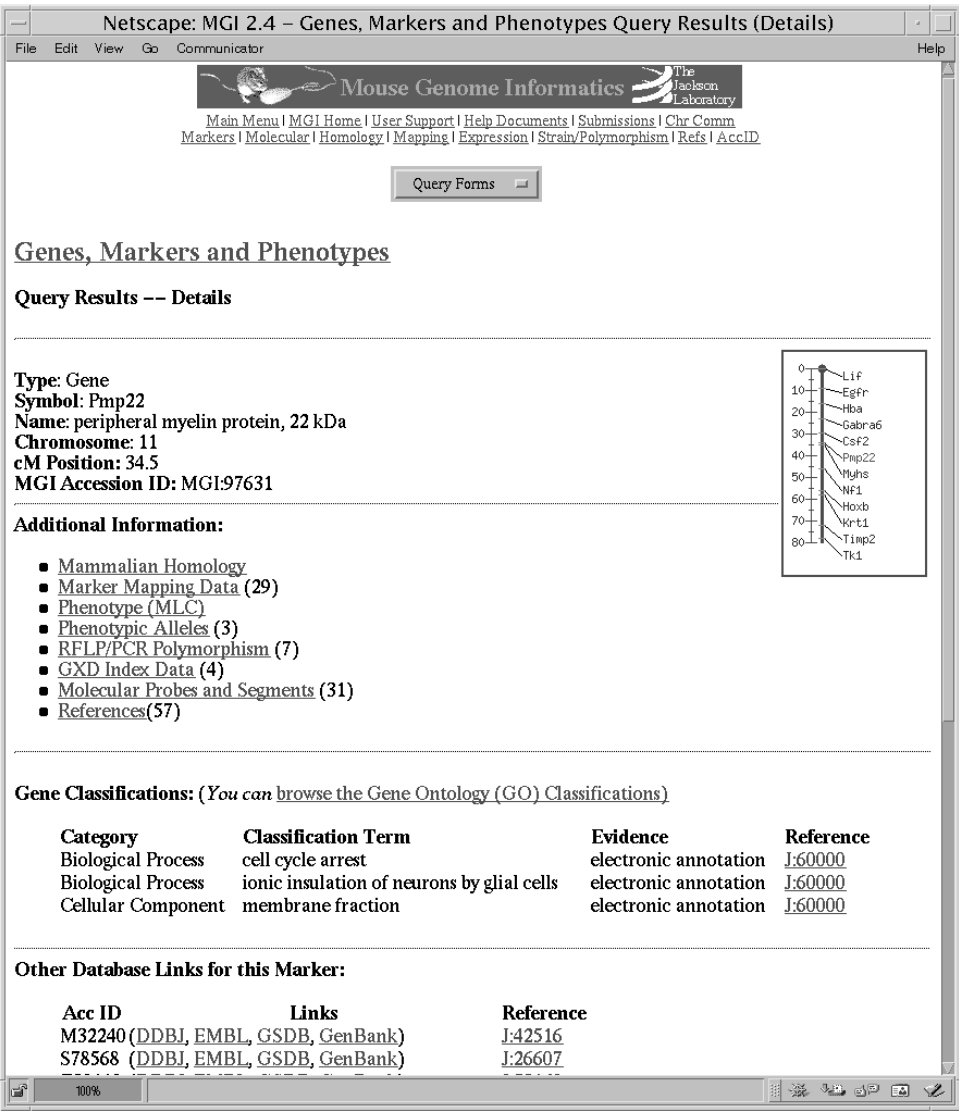 Netscape: MGI 2.4 – Genes, Markers and Phenotypes Query Results (Details)
File Edit View Go Communicator Help
Mouse Genome Informatics The Jackson Laboratory
Main Menu | MGI Home | User Support | Help Documents | Submissions | Chr Comm
Markers | Molecular | Homology | Mapping | Expression | Strain/Polymorphism | Refs | AccID
Query Forms
Genes, Markers and Phenotypes
Query Results –– Details
Type: Gene
Symbol: Pmp22
Name: peripheral myelin protein, 22 kDa
Chromosome: 11
cM Position: 34.5
MGI Accession ID: MGI:97631
0
10
20
30
40
50
60
70
80
Lif
Egfr
Hba
Gabra6
Csf2
Pmp22
Myhs
Nf1
Hoxb
Krt1
Timp2
Tk1
Additional Information:
Mammalian Homology
Marker Mapping Data (29)
Phenotype (MLC)
Phenotypic Alleles (3)
RFLP/PCR Polymorphism (7)
GXD Index Data (4)
Molecular Probes and Segments (31)
References(57)
Gene Classifications: (You can browse the Gene Ontology (GO) Classifications)
Category Classification Term Evidence Reference
Biological Process cell cycle arrest electronic annotation J:60000
Biological Process ionic insulation of neurons by glial cells electronic annotation J:60000
Cellular Component membrane fraction electronic annotation J:60000
Other Database Links for this Marker:
Acc ID Links Reference
M32240 (DDBJ, EMBL, GSDB, GenBank) J:42516
S78568 (DDBJ, EMBL, GSDB, GenBank) J:26607
100%